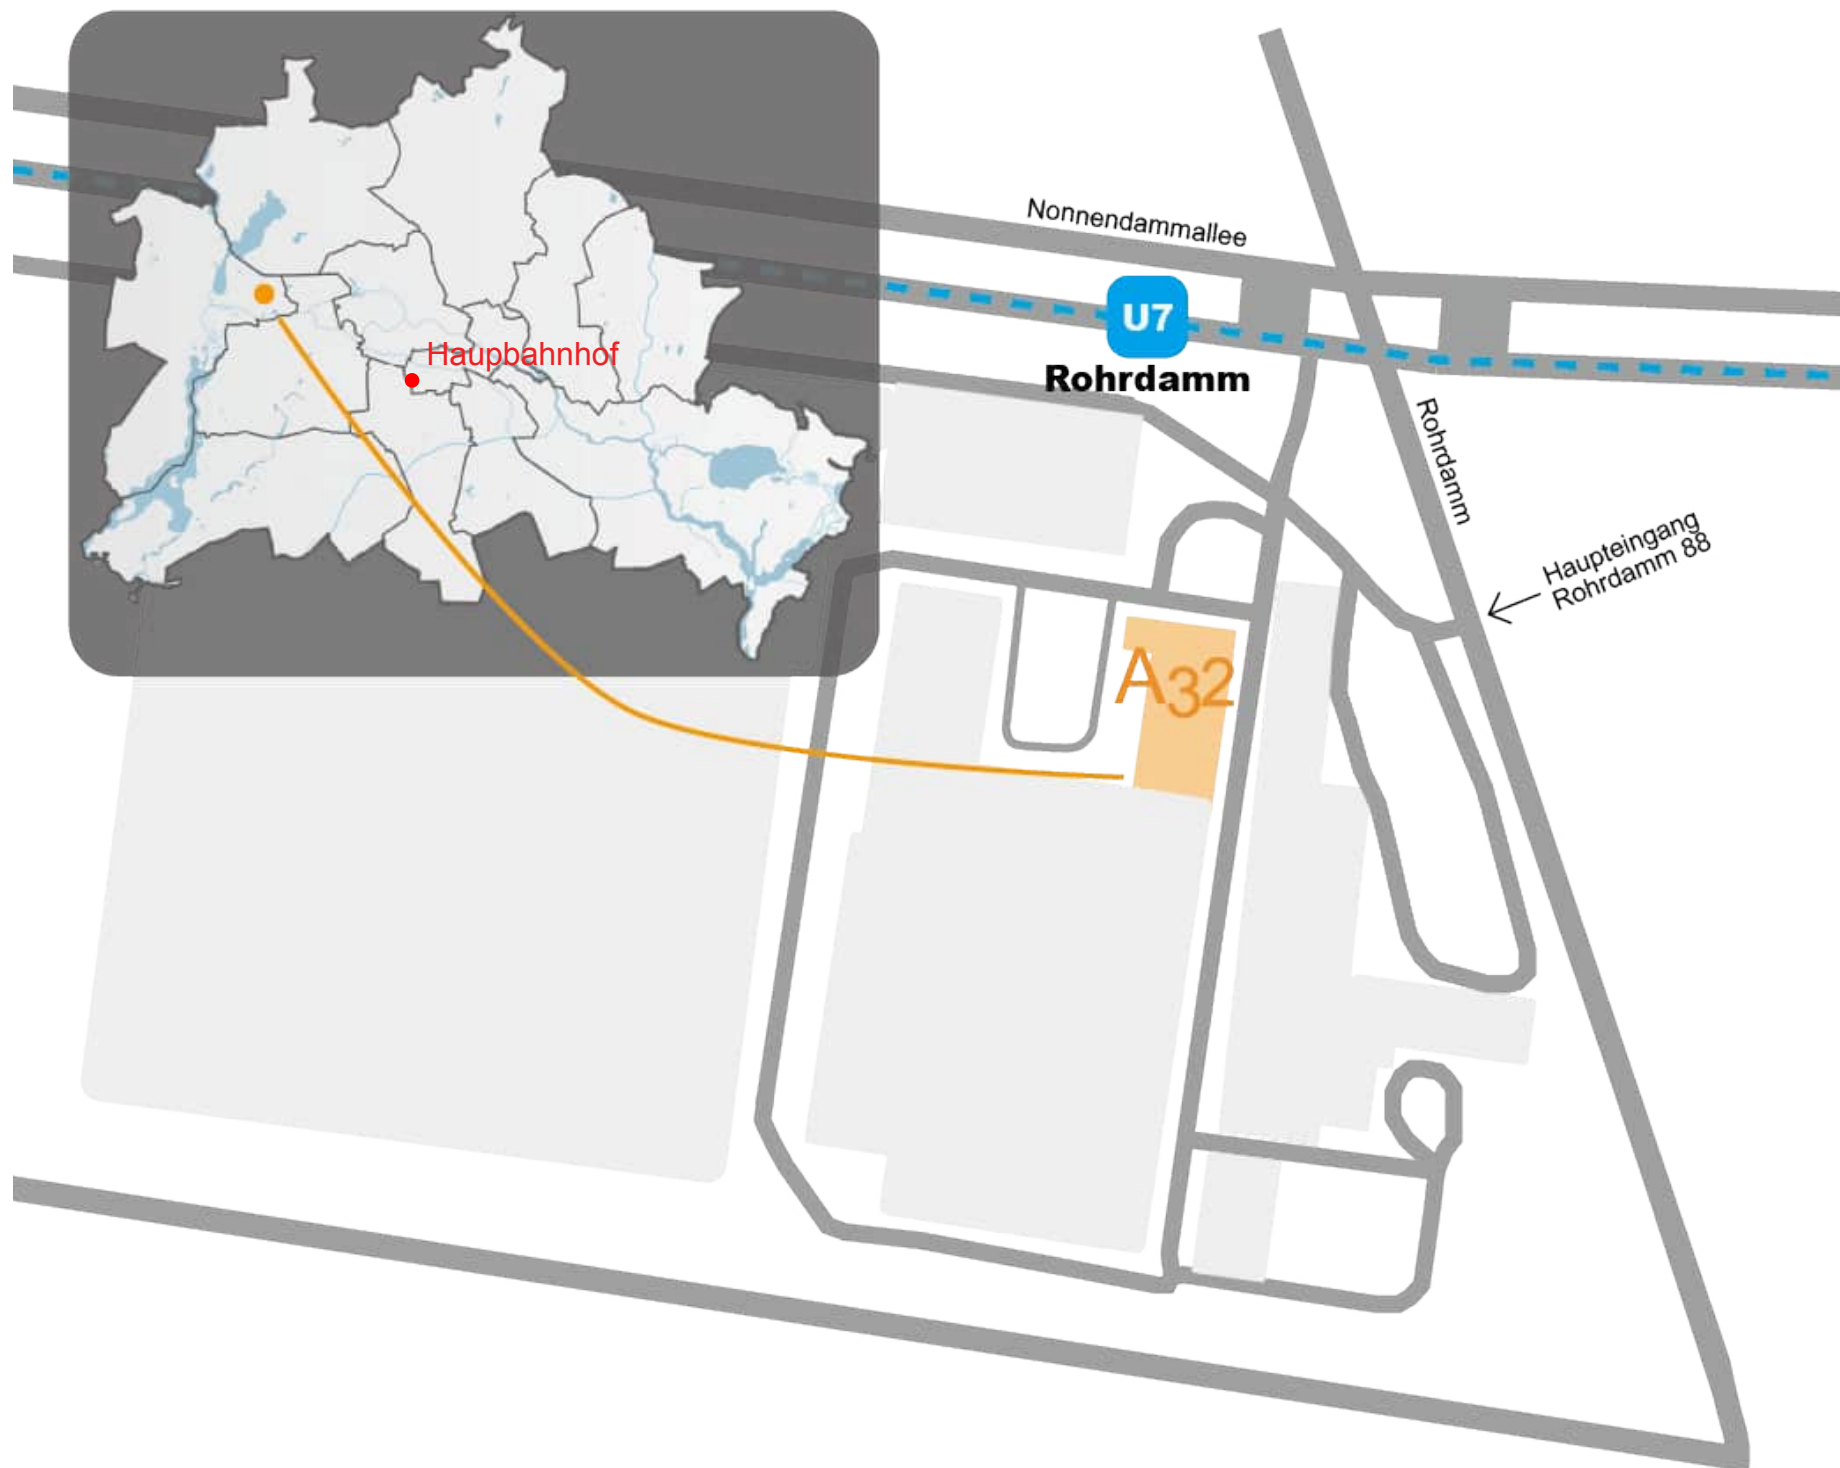 Nonnendammallee
U7
Rohrdamm
Haupbahnhof
Rohrdamm
Haupteingang
Rohrdamm 88
A32